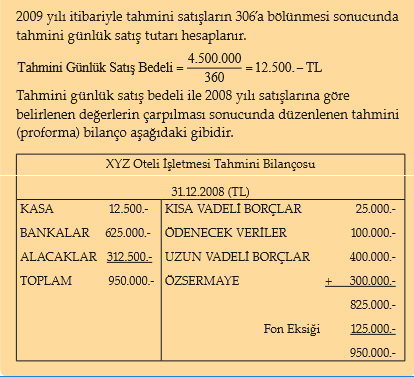 2009 yılı itibariyle tahmini satışların 306'a bölünmesi sonucunda
tahmini günlük satış tutarı hesaplanır.
Tahmini Günlük Satış Bedeli = 4.500.000 / 360 = 12.500.– TL
Tahmini günlük satış bedeli ile 2008 yılı satışlarına göre
belirlenen değerlerin çarpılması sonucunda düzenlenen tahmini
(proforma) bilanço aşağıdaki gibidir.
XYZ Oteli İşletmesi Tahmini Bilançosu
31.12.2008 (TL)
KASA 12.500.- KISA VADELİ BORÇLAR 25.000.-
BANKALAR 625.000.- ÖDENECEK VERİLER 100.000.-
ALACAKLAR 312.500.- UZUN VADELİ BORÇLAR 400.000.-
TOPLAM 950.000.- ÖZSERMAYE + 300.000.-
825.000.-
Fon Eksiği 125.000.-
950.000.-